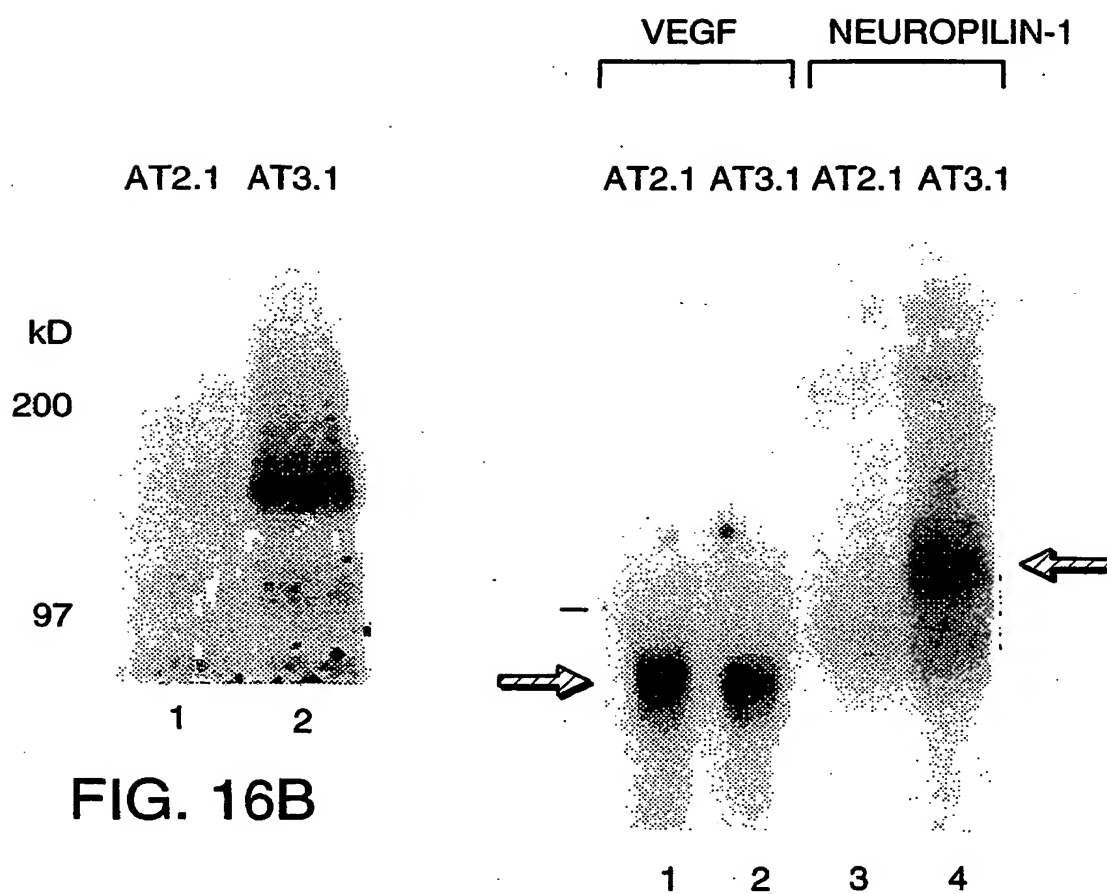 VEGF NEUROPILIN-1
AT2.1 AT3.1 AT2.1 AT3.1 AT2.1 AT3.1
kD
200
97
1 2
FIG. 16B
1 2 3 4